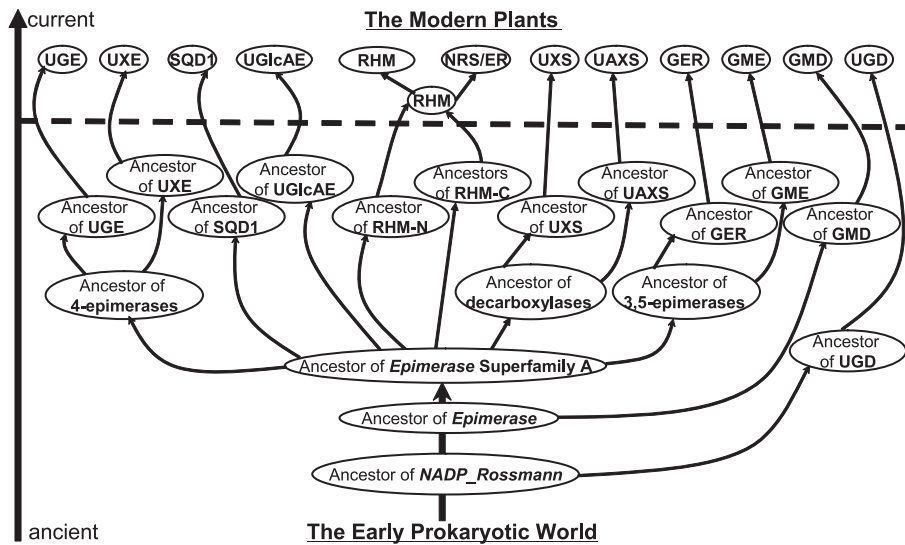 The Modern Plants
current
UGE UXE SQD1 UGlcAE RHM NRS/ER UXS UAXS GER GME GMD UGD
RHM
Ancestor
of UXE
Ancestor
of UGlcAE
Ancestors
of RHM-C
Ancestor
of UAXS
Ancestor
of GME
Ancestor
of UGE
Ancestor
of SQD1
Ancestor
of RHM-N
Ancestor
of UXS
Ancestor
of GER
Ancestor
of GMD
Ancestor of
4-epimerases
Ancestor of
decarboxylases
Ancestor of
3,5-epimerases
Ancestor
of UGD
Ancestor of Epimerase Superfamily A
Ancestor of Epimerase
Ancestor of NADP_Rossmann
ancient
The Early Prokaryotic World